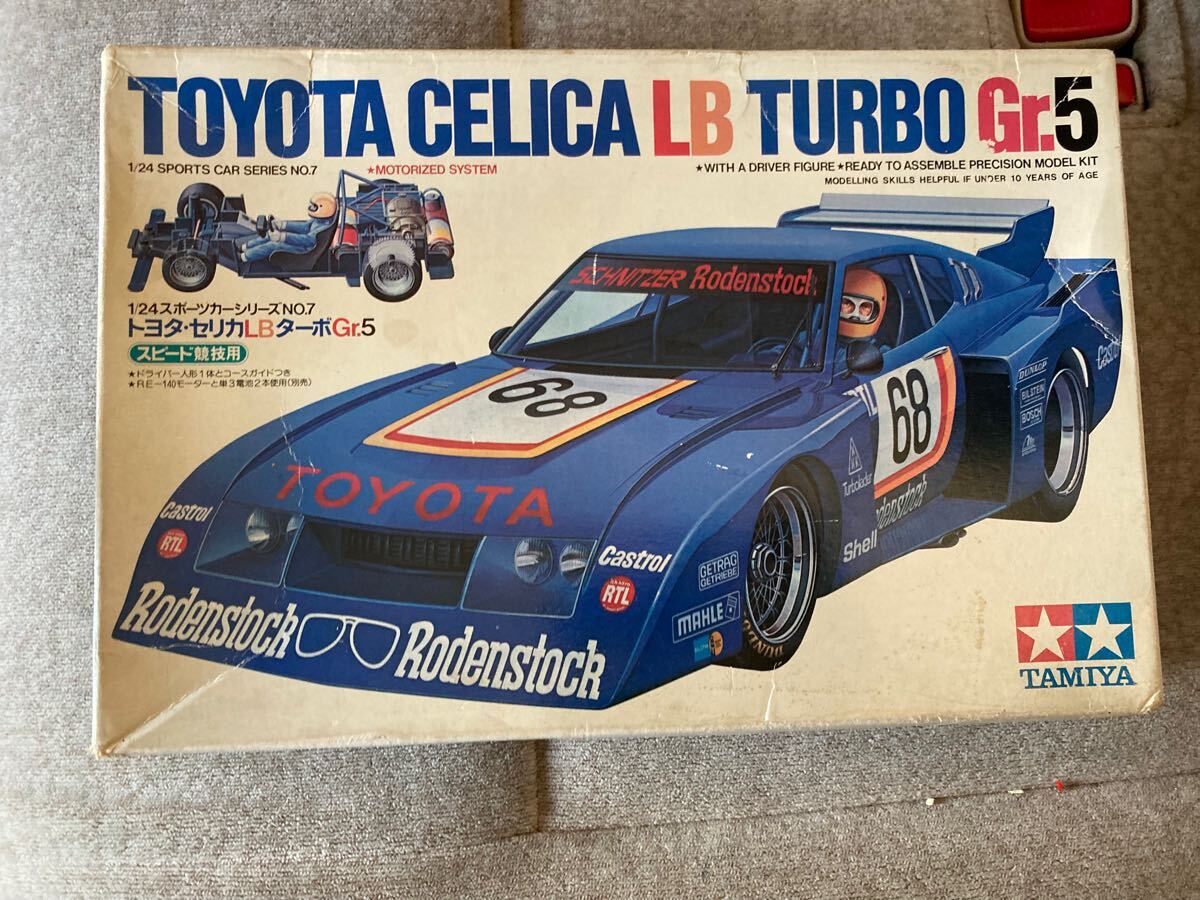 TOYOTA CELICA LB TURBO Gr.5
1/24 SPORTS CAR SERIES NO.7 ★MOTORIZED SYSTEM
★WITH A DRIVER FIGURE ★READY TO ASSEMBLE PRECISION MODEL KIT
MODELLING SKILLS HELPFUL IF UNDER 10 YEARS OF AGE
1/24スポーツカーシリーズNO.7
トヨタ・セリカLBターボGr.5
スピード競技用
★ドライバー人形1体とコースガイドつき
★RE-140モーターと単3電池2本使用(別売)
SCHNITZER Rodenstock
68
TOYOTA
68
RTL
Turbolader
Rodenstock
Shell
DUNLOP
BILSTEIN
BOSCH
Castrol
Castrol
RTL
Castrol
RTL
GETRAG
GETRIEBE
MAHLE
DUNLOP
Rodenstock
Rodenstock
TAMIYA